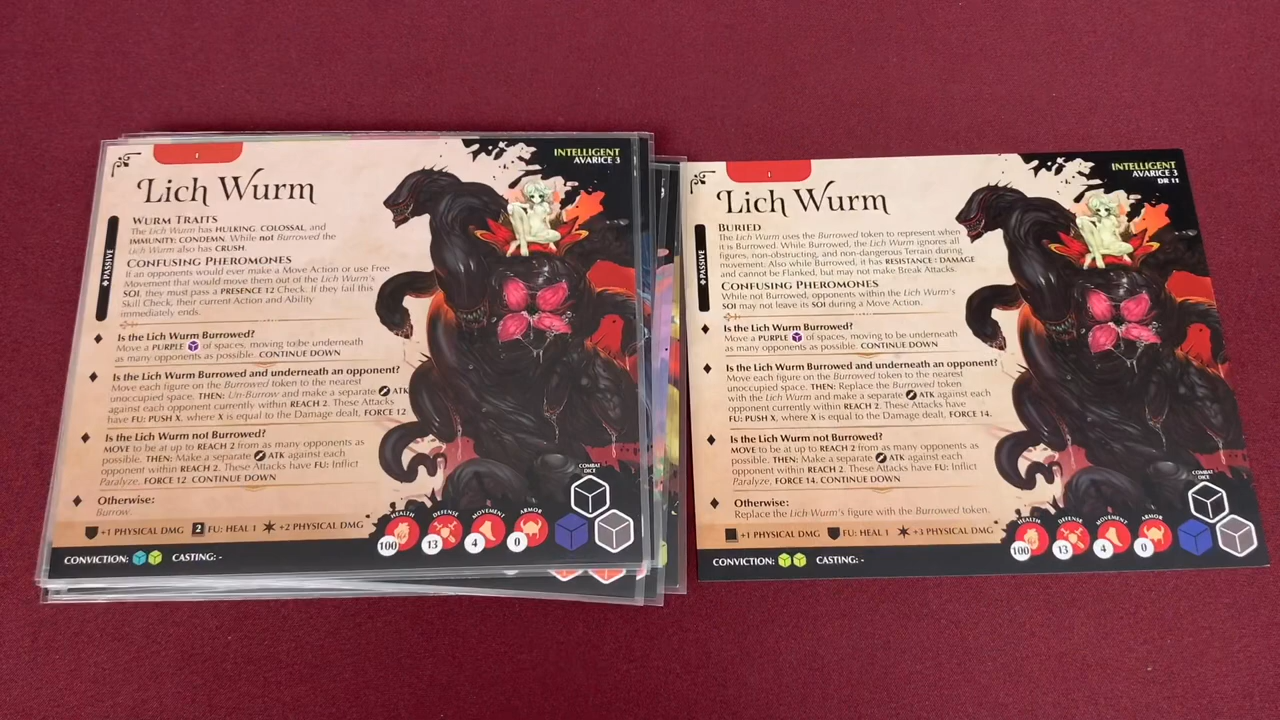 1
INTELLIGENT
AVARICE 3
Lich Wurm
PASSIVE
WURM TRAITS
The Lich Wurm has HULKING, COLOSSAL, and
IMMUNITY: CONDEMN. While not Burrowed the
Lich Wurm also has CRUSH.
CONFUSING PHEROMONES
If an opponents would ever make a Move Action or use Free
Movement that would move them out of the Lich Wurm's
SOI, they must pass a PRESENCE 12 Check. If they fail this
Skill Check, their current Action and Ability
immediately ends.
Is the Lich Wurm Burrowed?
Move a PURPLE of spaces, moving to be underneath
as many opponents as possible. CONTINUE DOWN
Is the Lich Wurm Burrowed and underneath an opponent?
Move each figure on the Burrowed token to the nearest
unoccupied space. THEN: Un-Burrow and make a separate ATK
against each opponent currently within REACH 2. These Attacks
have FU: PUSH X, where X is equal to the Damage dealt, FORCE 12
Is the Lich Wurm not Burrowed?
MOVE to be at up to REACH 2 from as many opponents as
possible. THEN: Make a separate ATK against each
opponent within REACH 2. These Attacks have FU: Inflict
Paralyze, FORCE 12 CONTINUE DOWN
Otherwise:
Burrow.
+1 PHYSICAL DMG 2 FU: HEAL 1 +2 PHYSICAL DMG
HEALTH
100
DEFENSE
13
MOVEMENT
4
ARMOR
0
COMBAT
DICE
CONVICTION: CASTING: -
1
INTELLIGENT
AVARICE 3
DR 11
Lich Wurm
PASSIVE
BURIED
The Lich Wurm uses the Burrowed token to represent when
it is Burrowed. While Burrowed, the Lich Wurm ignores all
figures, non-obstructing, and non-dangerous Terrain during
movement. Also while Burrowed, it has RESISTANCE: DAMAGE
and cannot be Flanked, but may not make Break Attacks.
CONFUSING PHEROMONES
While not Burrowed, opponents within the Lich Wurm's
SOI may not leave its SOI during a Move Action.
Is the Lich Wurm Burrowed?
Move a PURPLE of spaces, moving to be underneath
as many opponents as possible. CONTINUE DOWN
Is the Lich Wurm Burrowed and underneath an opponent?
Move each figure on the Burrowed token to the nearest
unoccupied space. THEN: Replace the Burrowed token
with the Lich Wurm and make a separate ATK against each
opponent currently within REACH 2. These Attacks have
FU: PUSH X, where X is equal to the Damage dealt, FORCE 14.
Is the Lich Wurm not Burrowed?
MOVE to be at up to REACH 2 from as many opponents as
possible. THEN: Make a separate ATK against each
opponent within REACH 2. These Attacks have FU: Inflict
Paralyze, FORCE 14. CONTINUE DOWN
Otherwise:
Replace the Lich Wurm's figure with the Burrowed token.
+1 PHYSICAL DMG FU: HEAL 1 +3 PHYSICAL DMG
HEALTH
100
DEFENSE
13
MOVEMENT
4
ARMOR
0
COMBAT
DICE
CONVICTION: CASTING: -